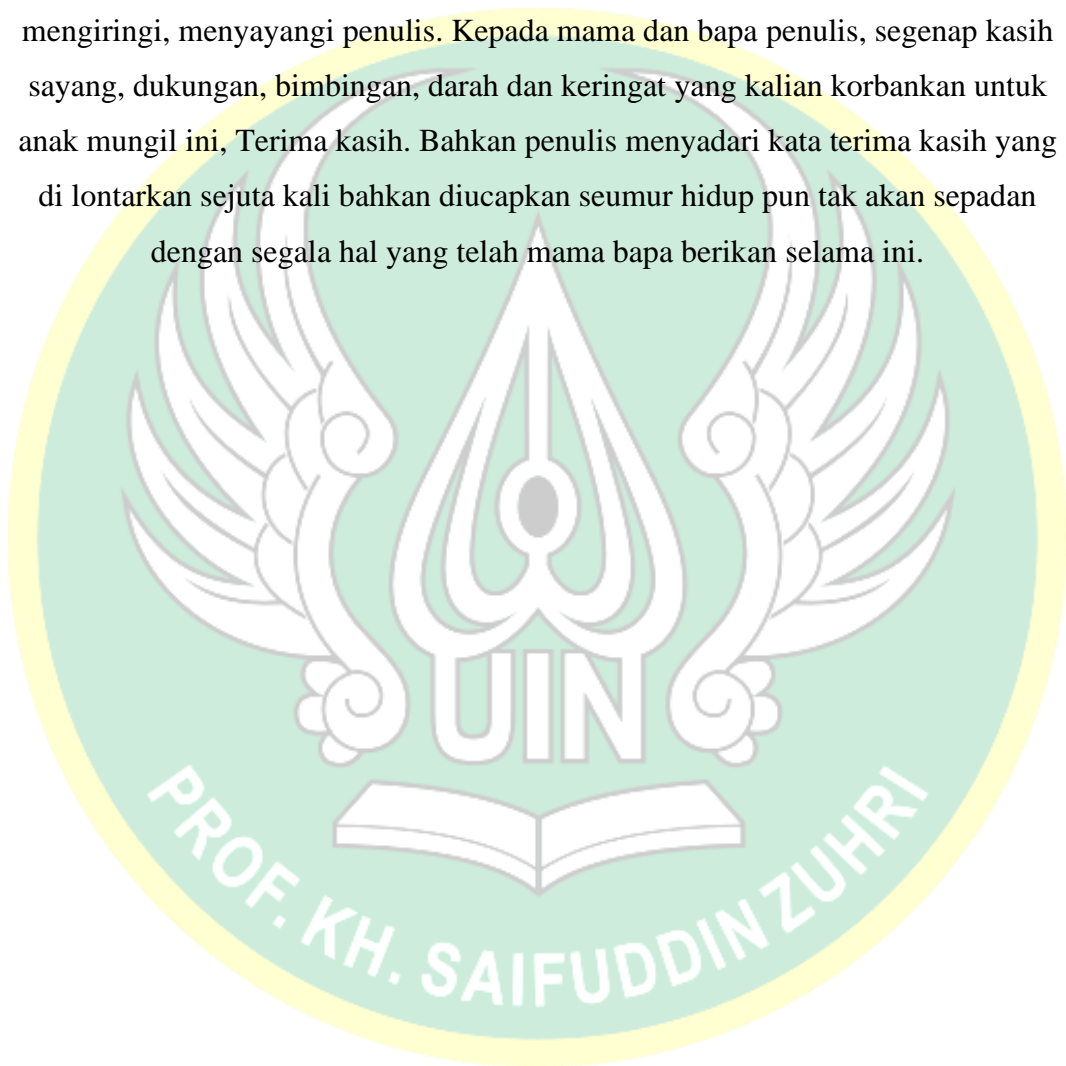 mengiringi, menyayangi penulis. Kepada mama dan bapa penulis, segenap kasih
sayang, dukungan, bimbingan, darah dan keringat yang kalian korbankan untuk
anak mungil ini, Terima kasih. Bahkan penulis menyadari kata terima kasih yang
di lontarkan sejuta kali bahkan diucapkan seumur hidup pun tak akan sepadan
dengan segala hal yang telah mama bapa berikan selama ini.
UIN
PROF. KH. SAIFUDDIN ZUHRI